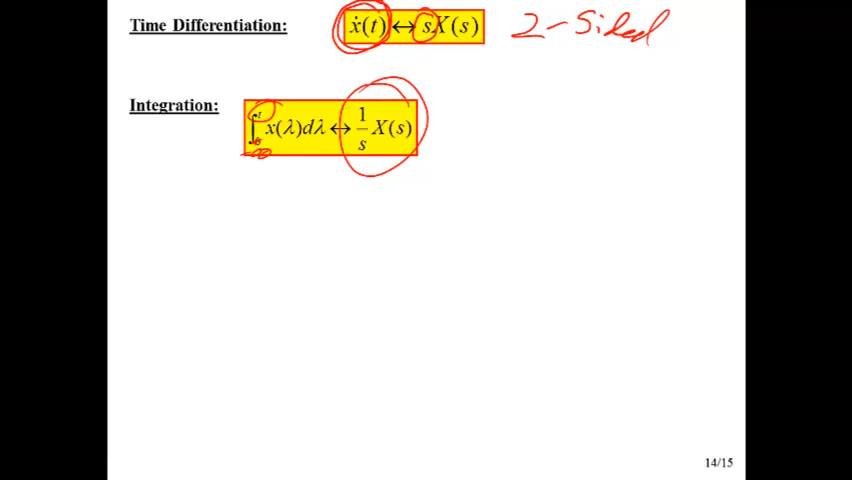 Time Differentiation: ẋ(t) ↔ sX(s) 2-Sided
Integration: ∫_{-∞}^{t} x(λ)dλ ↔ 1/s X(s)
14/15